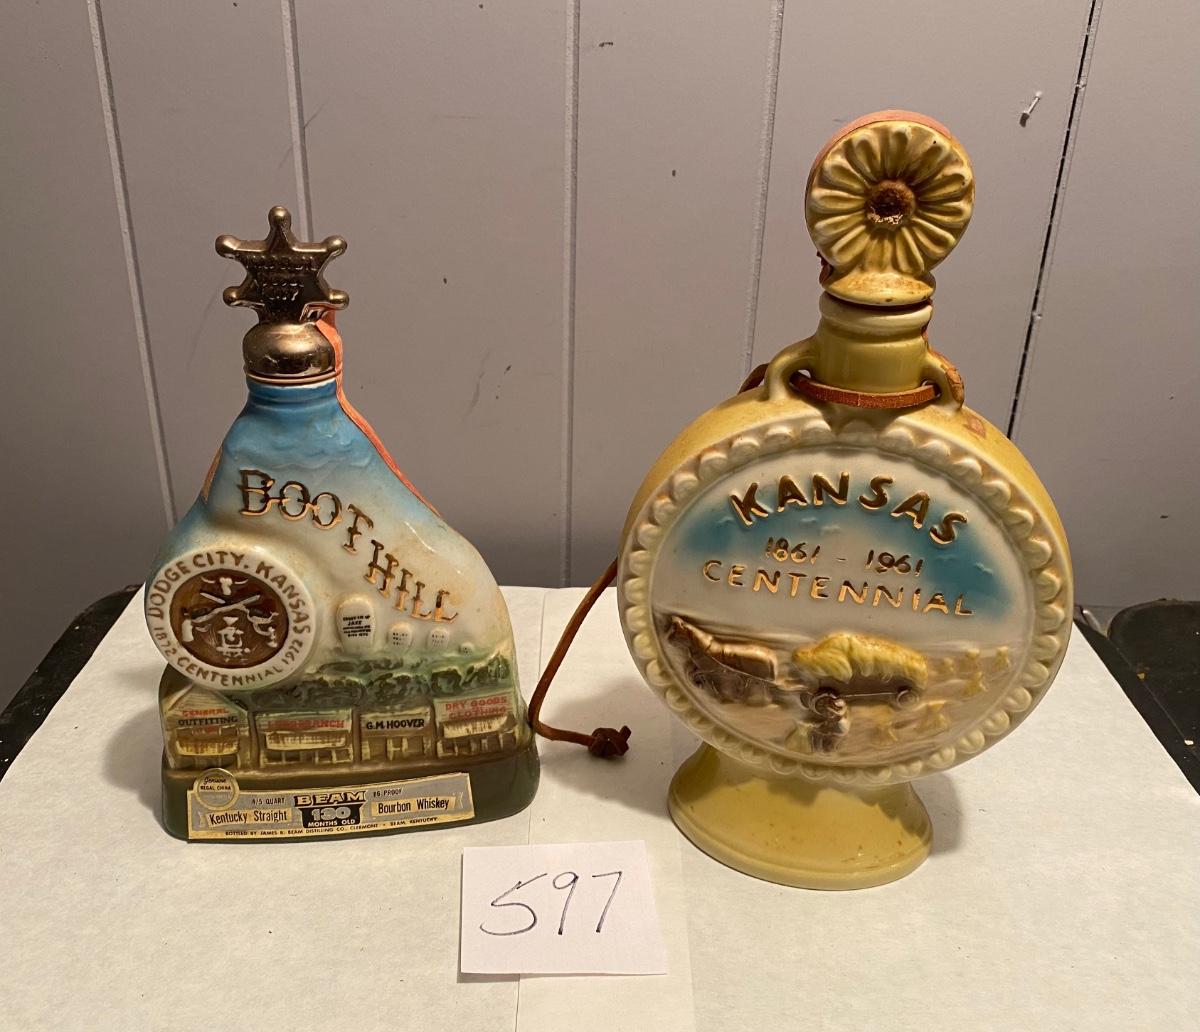 BOOT HILL
DODGE CITY, KANSAS
1872 CENTENNIAL 1972
GENERAL
OUTFITTING
G.M. HOOVER
DRY GOODS
CLOTHING
Genuine
REGAL CHINA
4/5 QUART BEAM 86 PROOF
Kentucky Straight 130 Bourbon Whiskey
MONTHS OLD
BOTTLED BY JAMES B. BEAM DISTILLING CO., CLERMONT • BEAM, KENTUCKY
KANSAS
1861 - 1961
CENTENNIAL
597